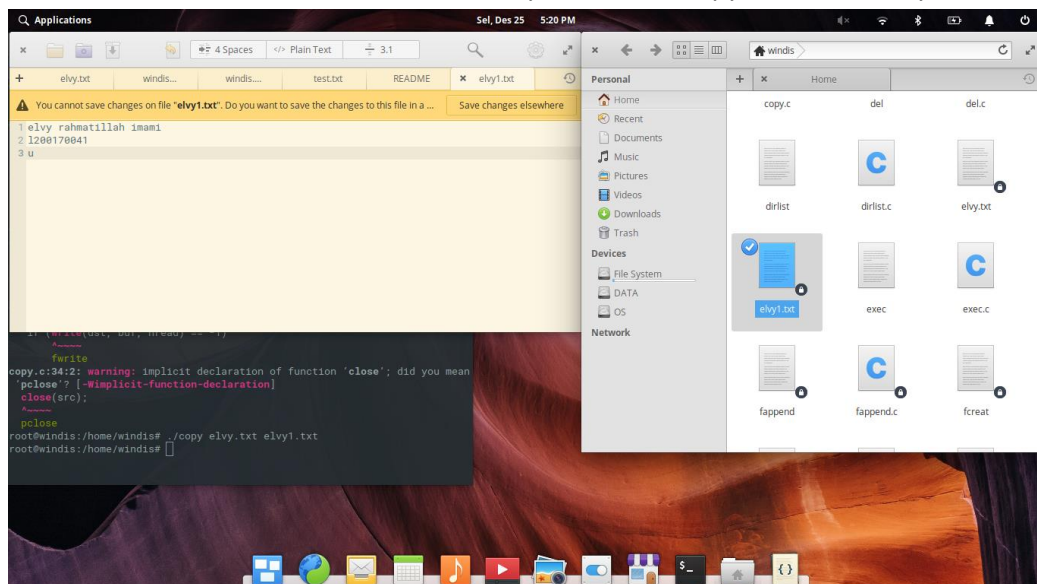 Applications
Sel, Des 25 5:20 PM
4 Spaces
</> Plain Text
3.1
windis
elvy.txt
windis...
windis....
test.txt
README
elvy1.txt
You cannot save changes on file "elvy1.txt". Do you want to save the changes to this file in a ...
Save changes elsewhere
1 elvy rahmatillah imami
2 l200170041
3 u
if (write(dst, buf, nread) == -1)
^~~~~
fwrite
copy.c:34:2: warning: implicit declaration of function 'close'; did you mean
'pclose'? [-Wimplicit-function-declaration]
close(src);
^~~~~
pclose
root@windis:/home/windis# ./copy elvy.txt elvy1.txt
root@windis:/home/windis#
Personal
Home
Recent
Documents
Music
Pictures
Videos
Downloads
Trash
Devices
File System
DATA
OS
Network
Home
copy.c
del
del.c
dirlist
dirlist.c
elvy.txt
elvy1.txt
exec
exec.c
fappend
fappend.c
fcreat